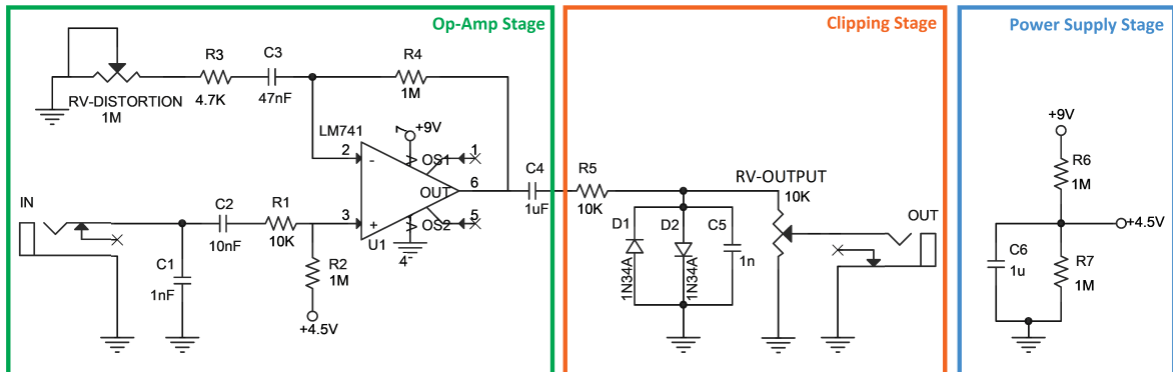 Op-Amp Stage
Clipping Stage
Power Supply Stage
R3
4.7K
C3
47nF
R4
1M
RV-DISTORTION
1M
LM741
7
+9V
2
-
OS1
1
OUT
6
3
+
OS2
5
U1
4
IN
C2
10nF
R1
10K
C1
1nF
R2
1M
+4.5V
C4
1uF
R5
10K
RV-OUTPUT
10K
OUT
D1
1N34A
D2
1N34A
C5
1n
+9V
R6
1M
+4.5V
C6
1u
R7
1M